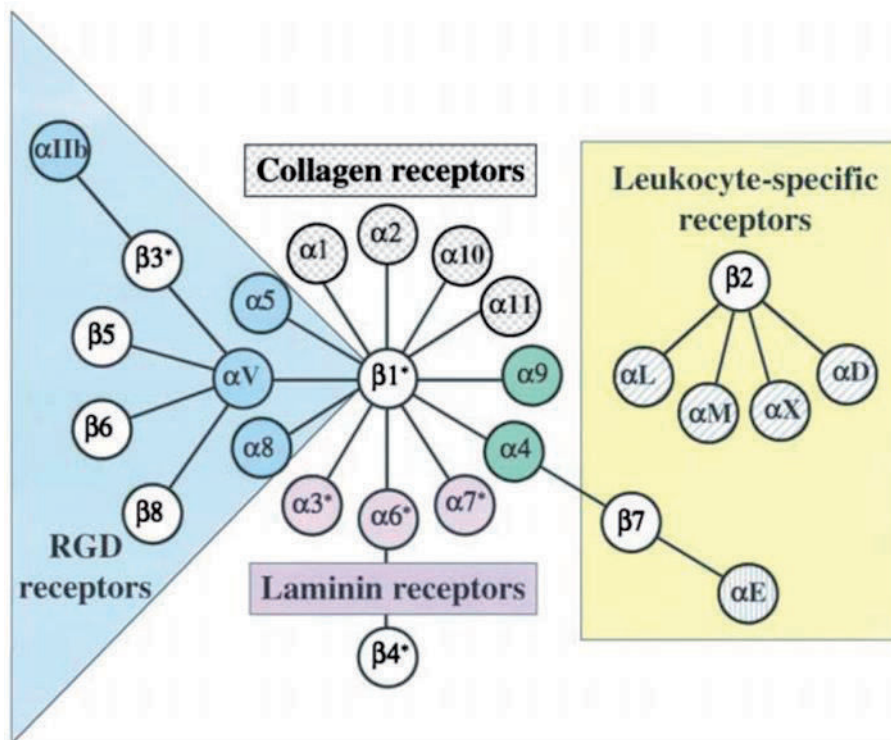 αIIb
β3*
β5
αV
β6
β8
RGD
receptors
α5
α8
Collagen receptors
α1
α2
α10
α11
β1*
α9
α4
α3*
α6*
α7*
Laminin receptors
β4*
Leukocyte-specific
receptors
β2
αL
αM
αX
αD
β7
αE